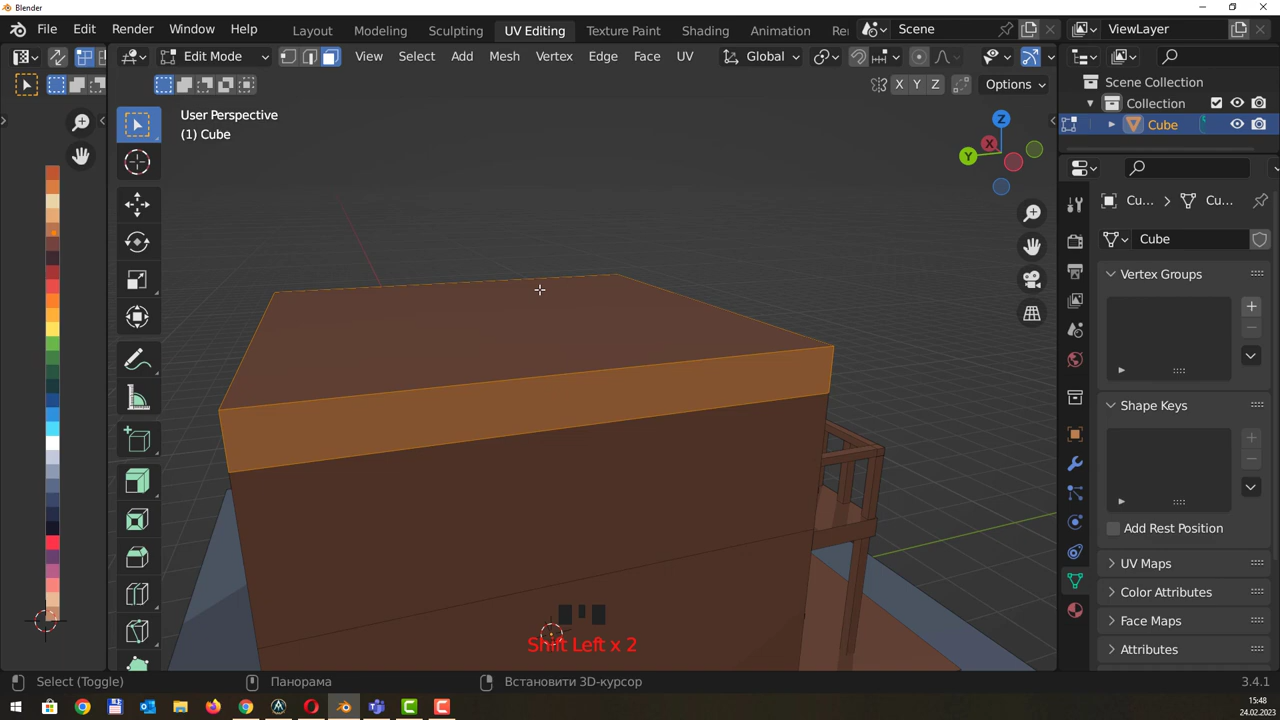 Blender
File Edit Render Window Help Layout Modeling Sculpting UV Editing Texture Paint Shading Animation Re Scene ViewLayer
Edit Mode View Select Add Mesh Vertex Edge Face UV Global
X Y Z Options
User Perspective
(1) Cube
Z
X
Y
Scene Collection
Collection
Cube
Cu... Cu...
Cube
Vertex Groups
Shape Keys
Add Rest Position
UV Maps
Color Attributes
Face Maps
Attributes
Shift Left x 2
Select (Toggle) Панорама Встановити 3D-курсор 3.4.1
15:48
24.02.2023